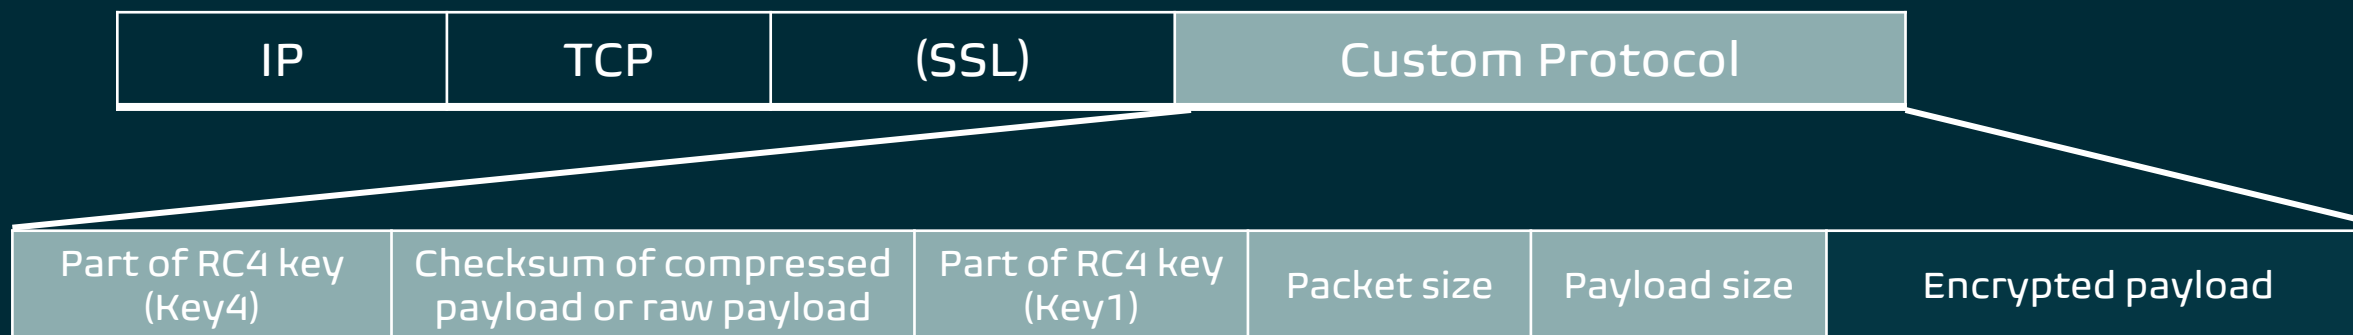 IP
TCP
(SSL)
Custom Protocol
Part of RC4 key
(Key4)
Checksum of compressed
payload or raw payload
Part of RC4 key
(Key1)
Packet size
Payload size
Encrypted payload